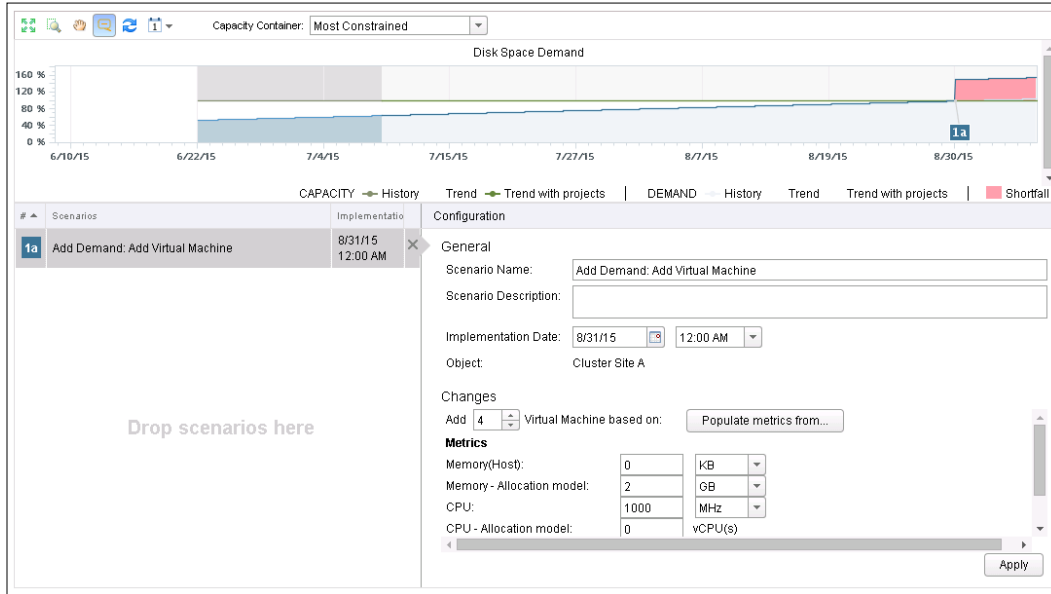 1
Capacity Container: Most Constrained
Disk Space Demand
160 %
120 %
80 %
40 %
0 %
1a
6/10/15 6/22/15 7/4/15 7/15/15 7/27/15 8/7/15 8/19/15 8/30/15
CAPACITY History Trend Trend with projects | DEMAND History Trend Trend with projects | Shortfall
# Scenarios Implementatio Configuration
1a Add Demand: Add Virtual Machine 8/31/15
12:00 AM
General
Scenario Name: Add Demand: Add Virtual Machine
Scenario Description:
Implementation Date: 8/31/15 12:00 AM
Object: Cluster Site A
Drop scenarios here
Changes
Add 4 Virtual Machine based on: Populate metrics from...
Metrics
Memory(Host): 0 KB
Memory - Allocation model: 2 GB
CPU: 1000 MHz
CPU - Allocation model: 0 vCPU(s)
Apply